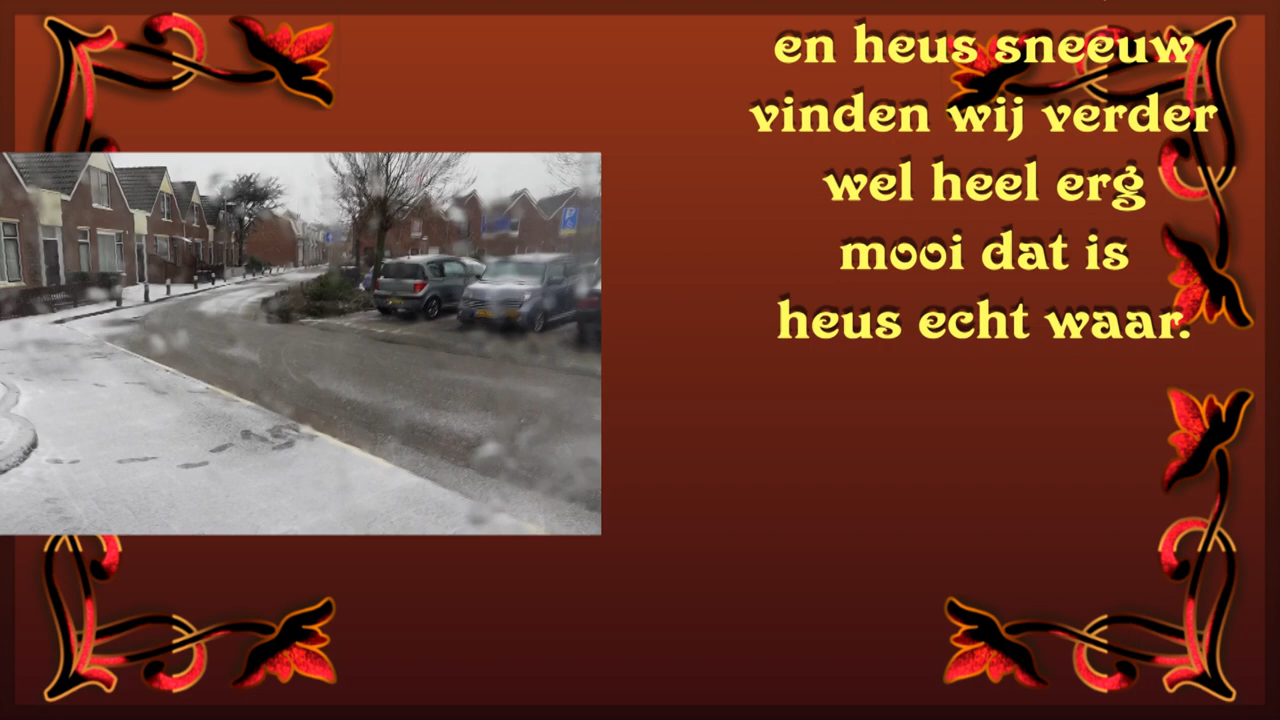 en heus sneeuw
vinden wij verder
wel heel erg
mooi dat is
heus echt waar.
P